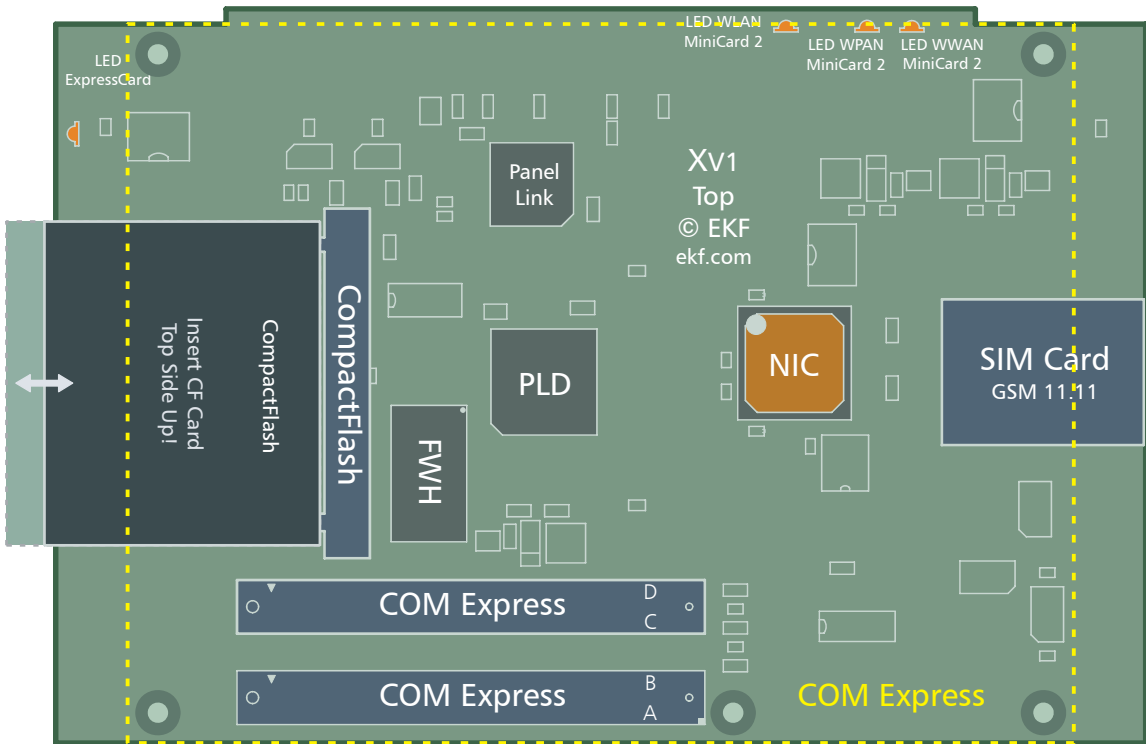 LED WLAN
MiniCard 2
LED WPAN
MiniCard 2
LED WWAN
MiniCard 2
LED
ExpressCard
Panel
Link
XV1
Top
© EKF
ekf.com
CompactFlash
Insert CF Card
Top Side Up!
CompactFlash
PLD
NIC
SIM Card
GSM 11.11
FWH
COM Express
D
C
COM Express
B
A
COM Express